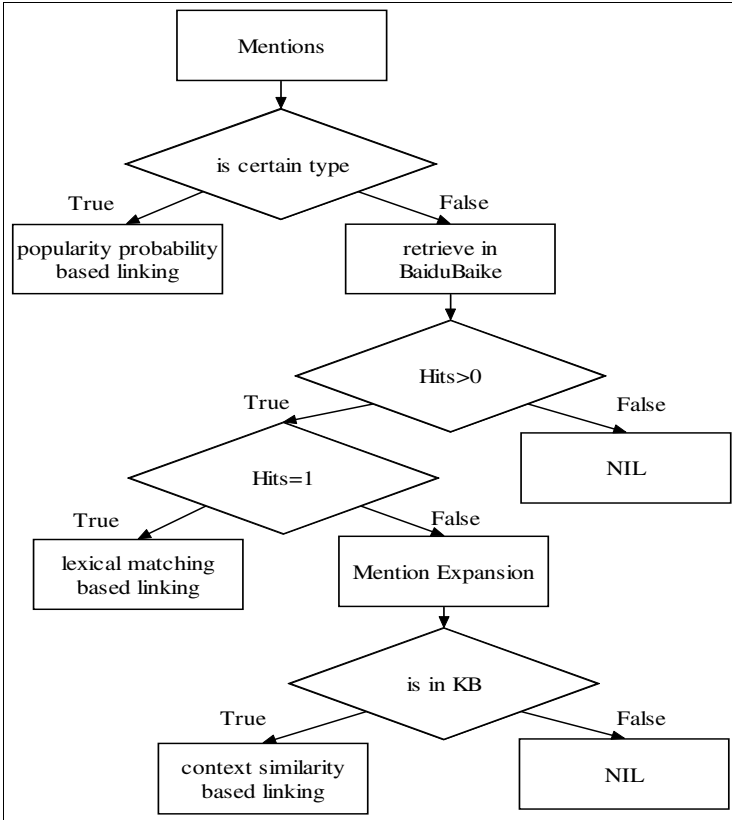 Mentions
is certain type
True
False
popularity probability
based linking
retrieve in
BaiduBaike
Hits>0
True
False
NIL
Hits=1
True
False
lexical matching
based linking
Mention Expansion
is in KB
True
False
context similarity
based linking
NIL